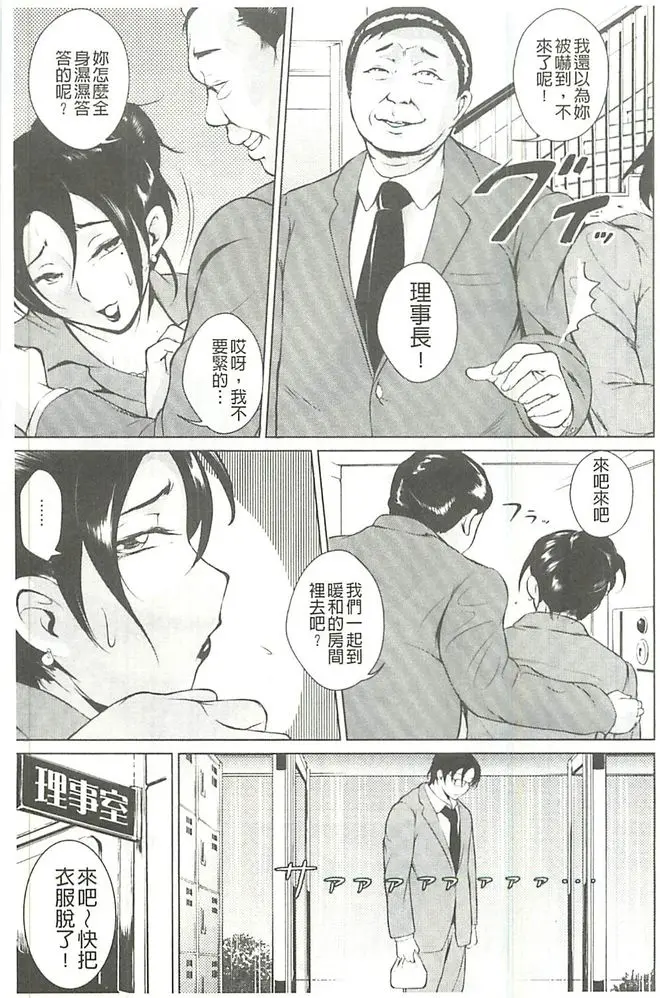 我還以為妳
被嚇到，不
來了呢！
グイッ
理事長！
妳怎麼全
身濕濕答
答的呢？
哎呀，我不
要緊的…
來吧來吧
フラッ
我們一起到
暖和的房間
裡去吧？
……
サァァァァァァァ…
理事室
來吧～快把
衣服脫了！